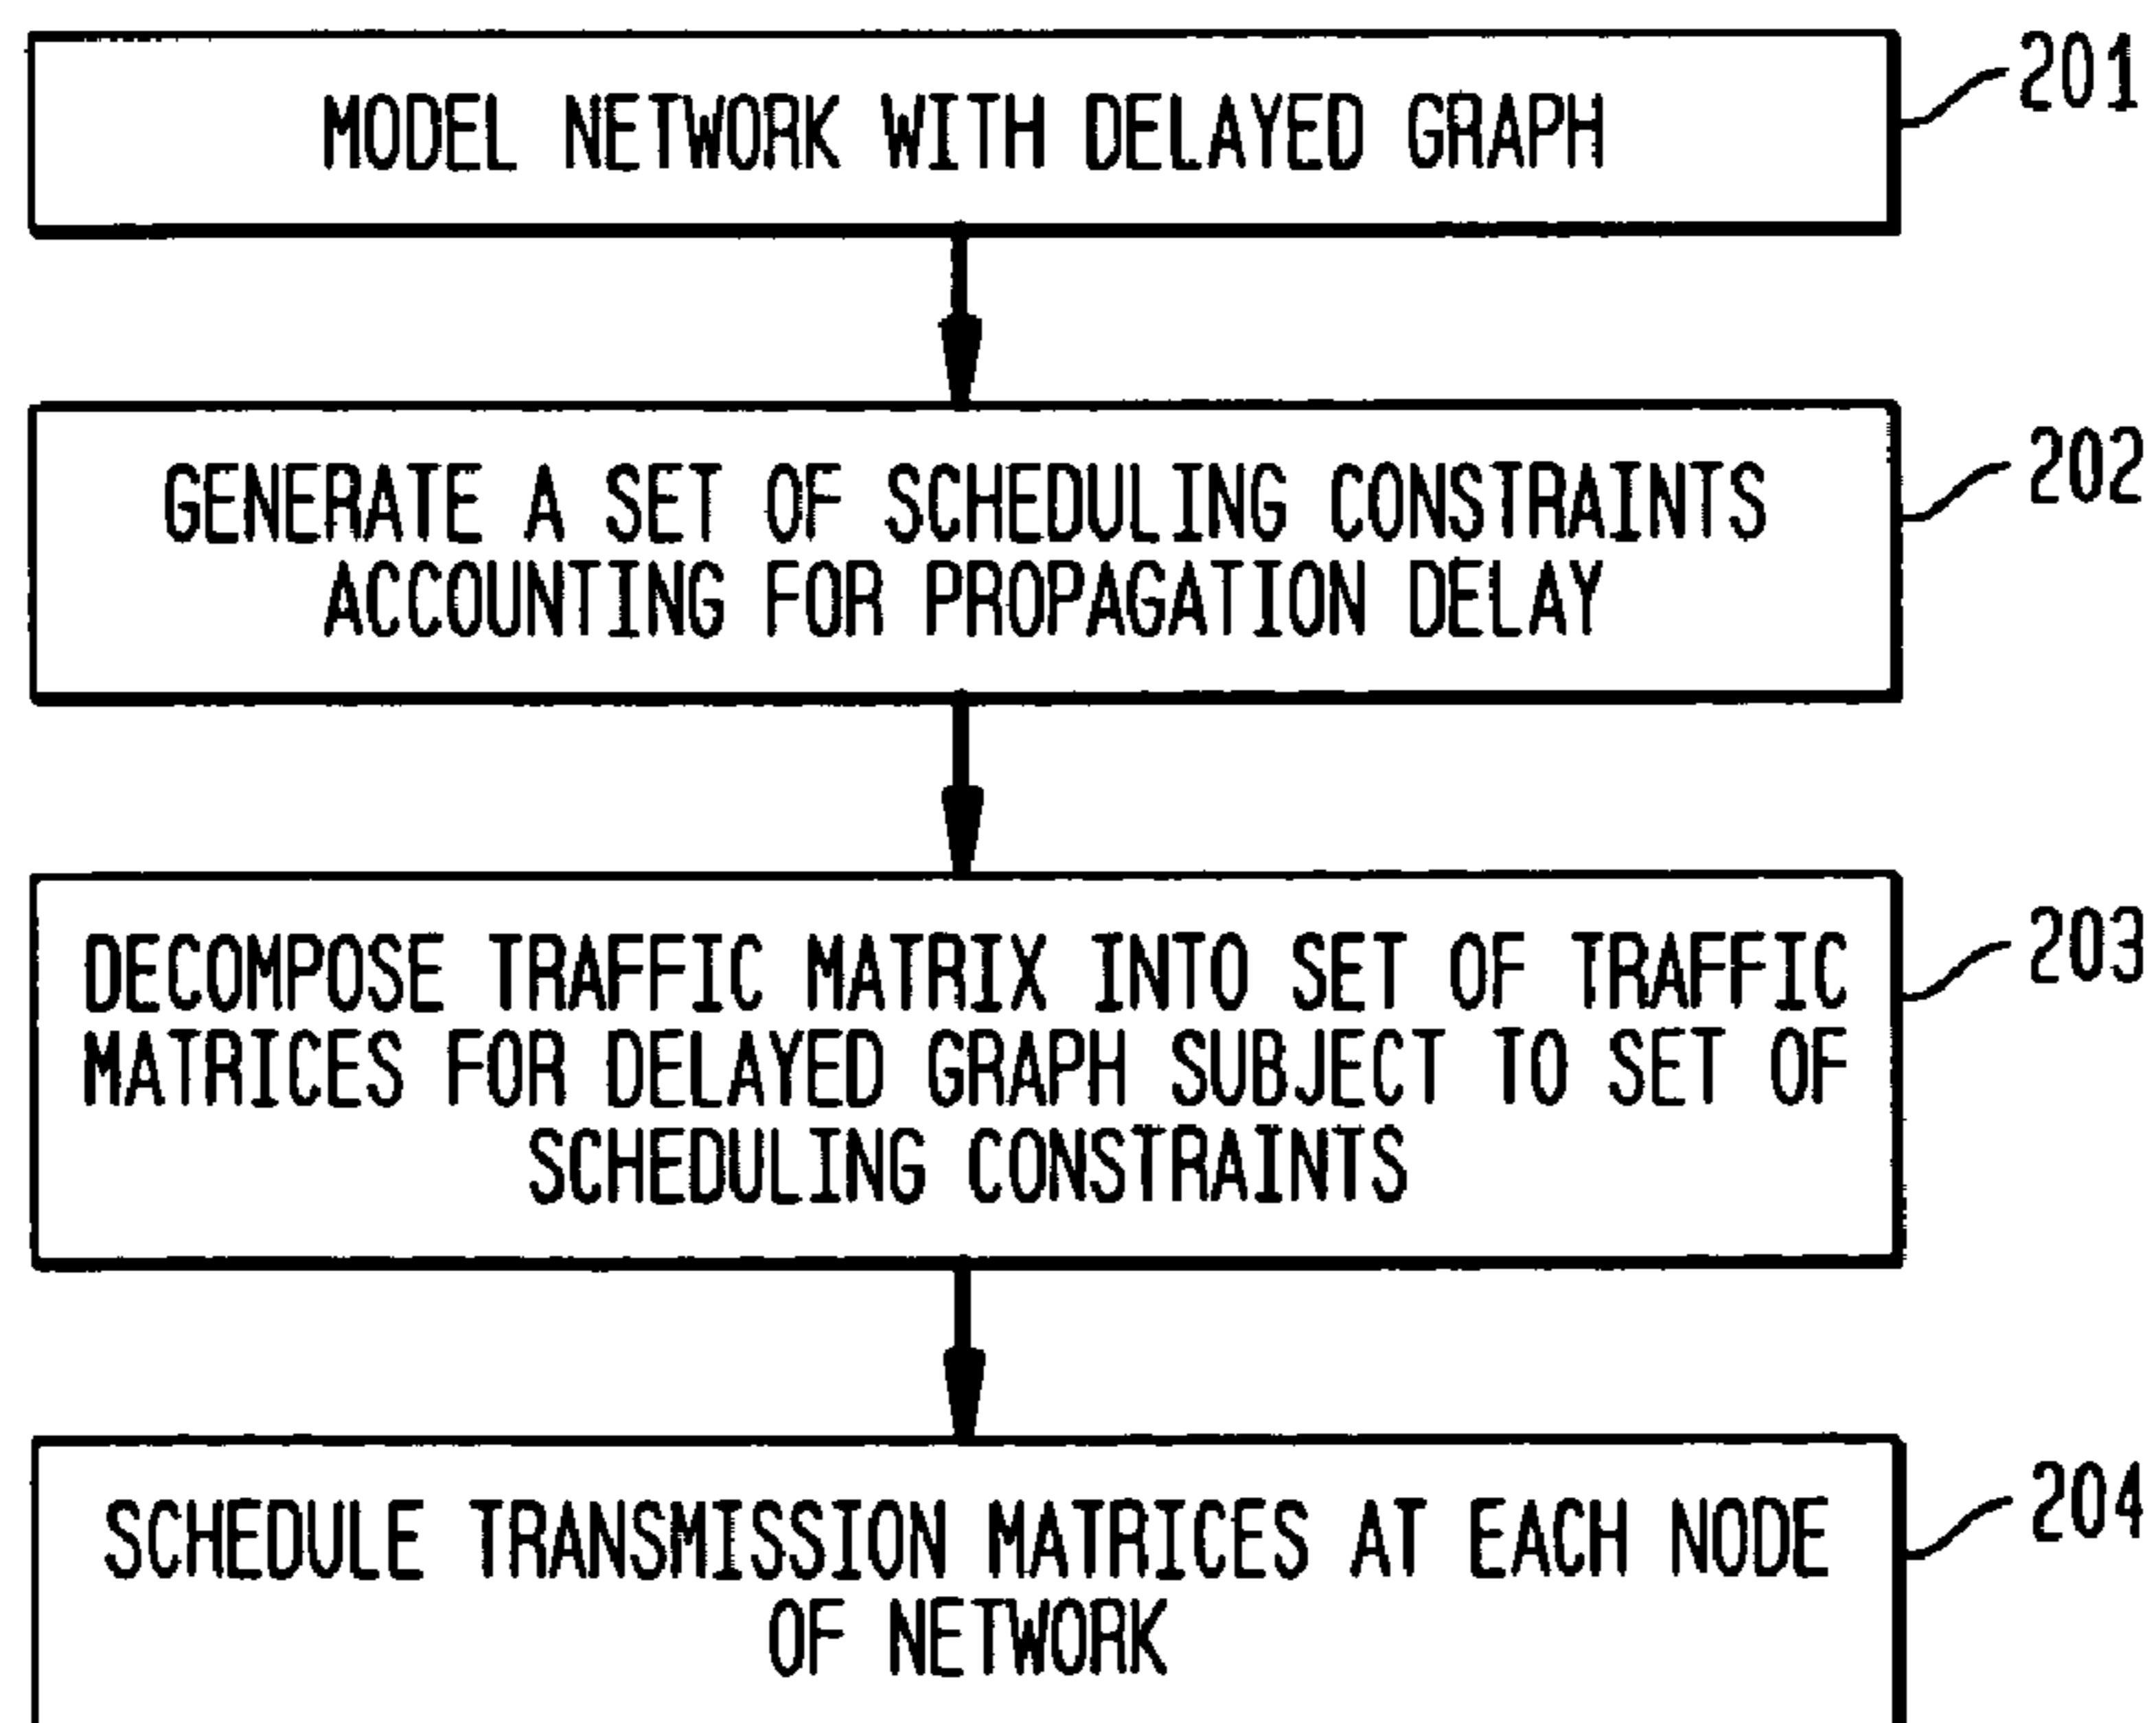 MODEL NETWORK WITH DELAYED GRAPH
201
GENERATE A SET OF SCHEDULING CONSTRAINTS
ACCOUNTING FOR PROPAGATION DELAY
202
DECOMPOSE TRAFFIC MATRIX INTO SET OF TRAFFIC
MATRICES FOR DELAYED GRAPH SUBJECT TO SET OF
SCHEDULING CONSTRAINTS
203
SCHEDULE TRANSMISSION MATRICES AT EACH NODE
OF NETWORK
204